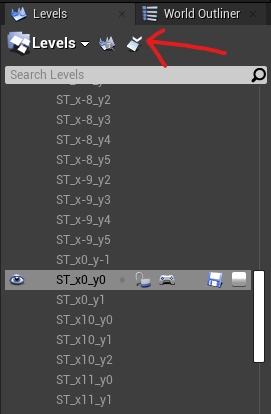 Levels
World Outliner
Levels
Search Levels
ST_x-8_y2
ST_x-8_y3
ST_x-8_y4
ST_x-8_y5
ST_x-9_y2
ST_x-9_y3
ST_x-9_y4
ST_x-9_y5
ST_x0_y-1
ST_x0_y0
ST_x0_y1
ST_x10_y0
ST_x10_y1
ST_x10_y2
ST_x11_y0
ST_x11_y1